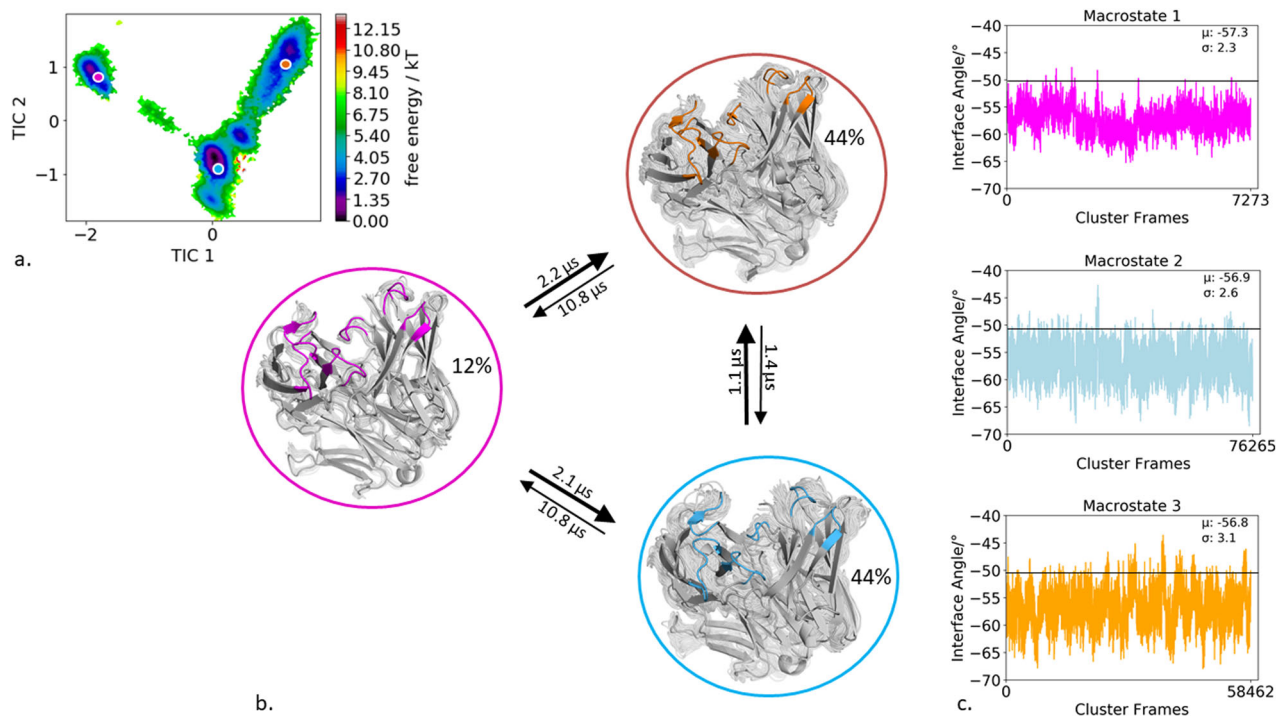 12.15
10.80
9.45
8.10
6.75
5.40
4.05
2.70
1.35
0.00
free energy / kT
1
0
−1
TIC 2
−2
0
TIC 1
a.
44%
2.2 µs
10.8 µs
12%
1.1 µs
1.4 µs
2.1 µs
10.8 µs
44%
b.
Macrostate 1
µ: -57.3
σ: 2.3
−40
−45
−50
−55
−60
−65
−70
Interface Angle/°
0
7273
Cluster Frames
Macrostate 2
µ: -56.9
σ: 2.6
−40
−45
−50
−55
−60
−65
−70
Interface Angle/°
0
76265
Cluster Frames
Macrostate 3
µ: -56.8
σ: 3.1
−40
−45
−50
−55
−60
−65
−70
Interface Angle/°
0
58462
Cluster Frames
c.